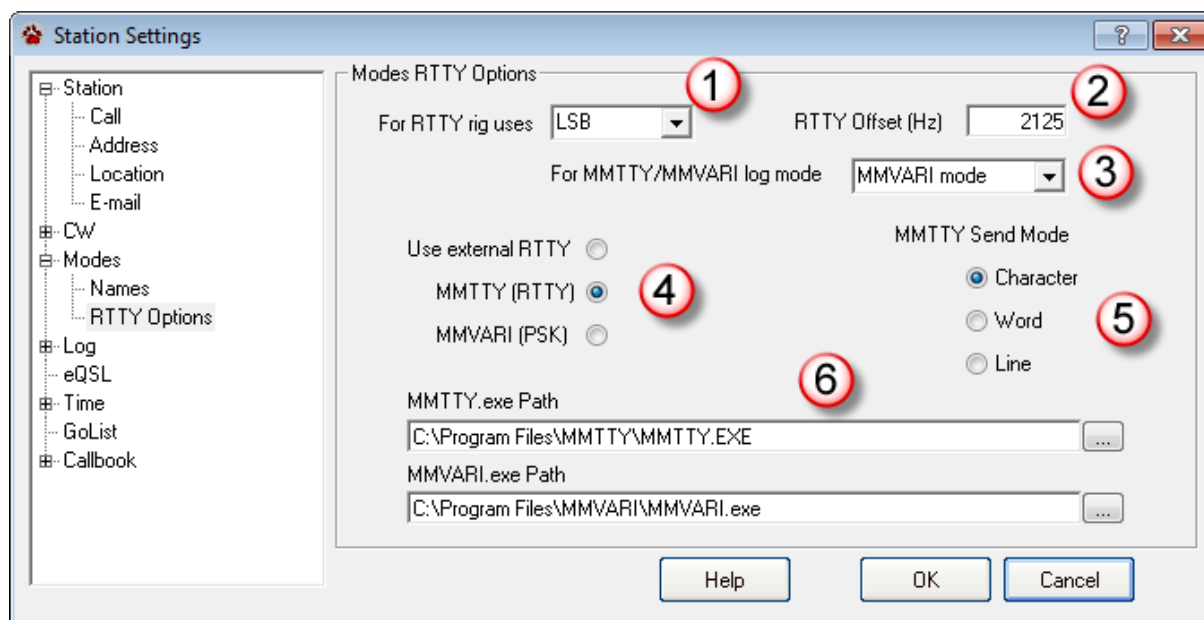 Station Settings
Station
Call
Address
Location
E-mail
CW
Modes
Names
RTTY Options
Log
eQSL
Time
GoList
Callbook
Modes RTTY Options
1
For RTTY rig uses LSB
2
RTTY Offset (Hz) 2125
For MMTTY/MMVARI log mode MMVARI mode
3
Use external RTTY
MMTTY (RTTY)
MMVARI (PSK)
4
MMTTY Send Mode
Character
Word
Line
5
6
MMTTY.exe Path
C:\Program Files\MMTTY\MMTTY.EXE ...
MMVARI.exe Path
C:\Program Files\MMVARI\MMVARI.exe ...
Help OK Cancel